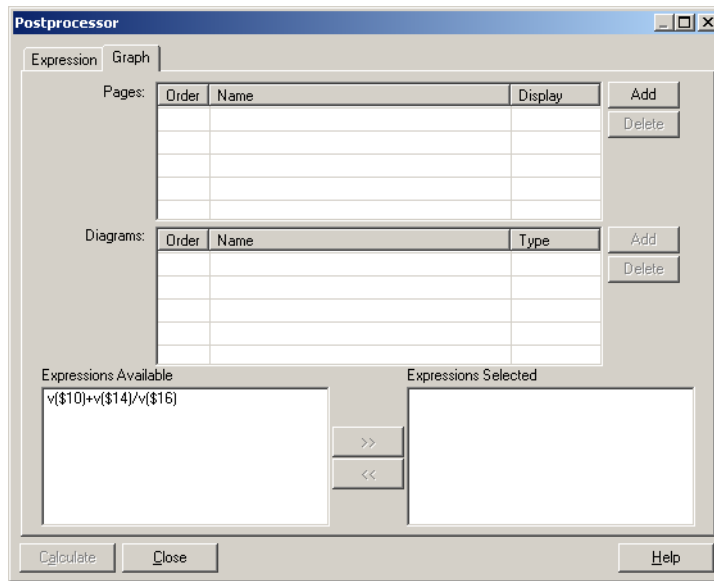 Postprocessor
Expression Graph
Pages: Order Name Display Add
Delete
Diagrams: Order Name Type Add
Delete
Expressions Available Expressions Selected
v($10)+v($14)/v($16)
>>
<<
Calculate Close Help